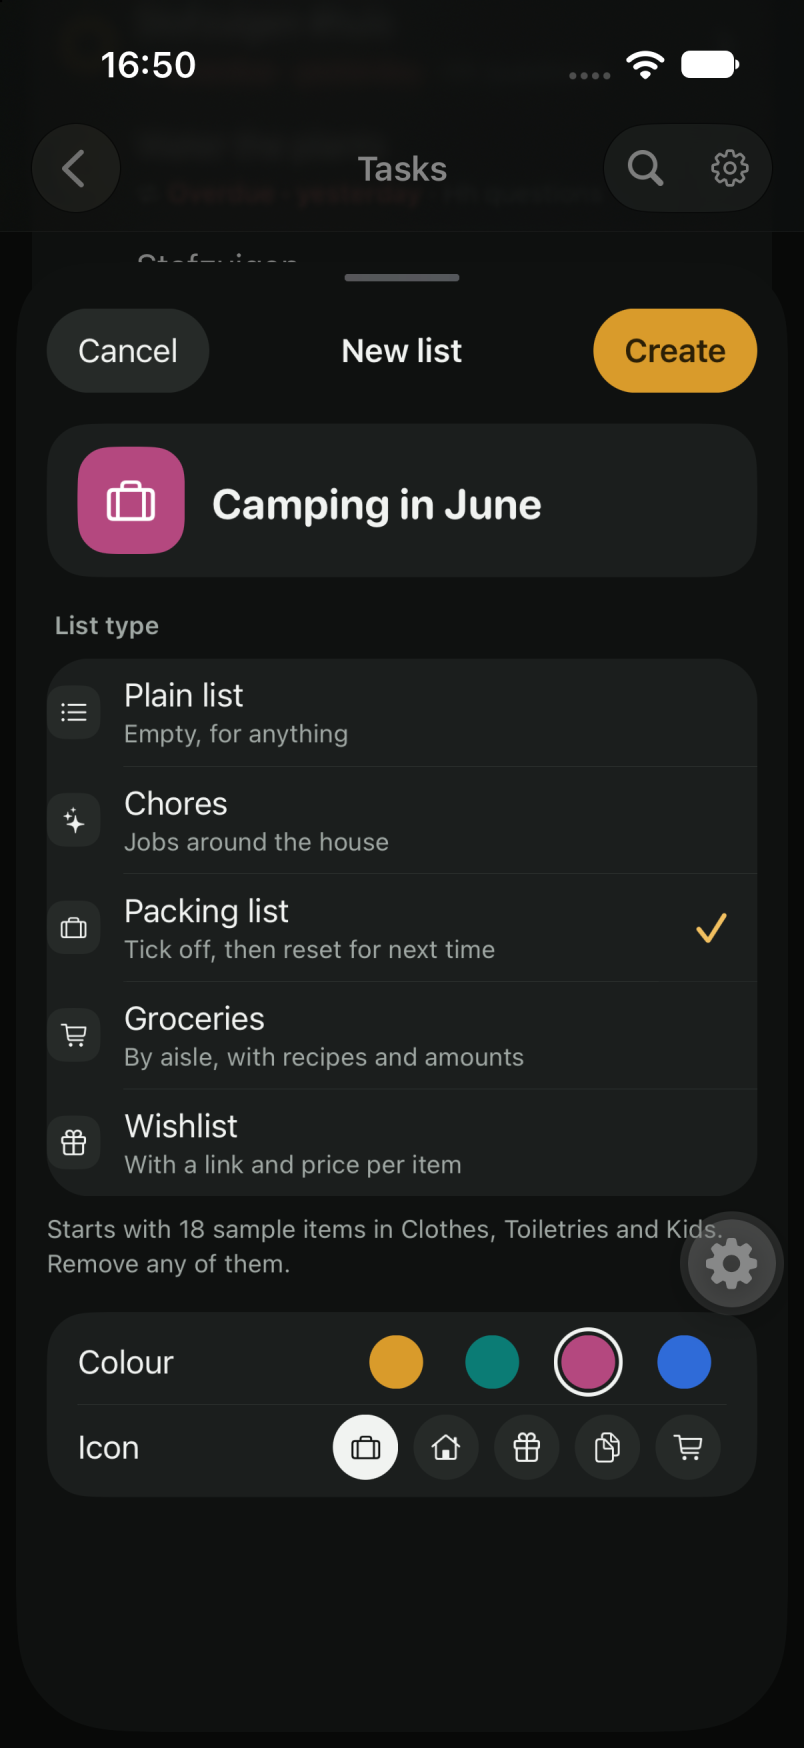 16:50
Tasks
Overdue · yesterday
Stofzuigen
Cancel
New list
Create
Camping in June
List type
Plain list
Empty, for anything
Chores
Jobs around the house
Packing list
Tick off, then reset for next time
Groceries
By aisle, with recipes and amounts
Wishlist
With a link and price per item
Starts with 18 sample items in Clothes, Toiletries and Kids.
Remove any of them.
Colour
Icon